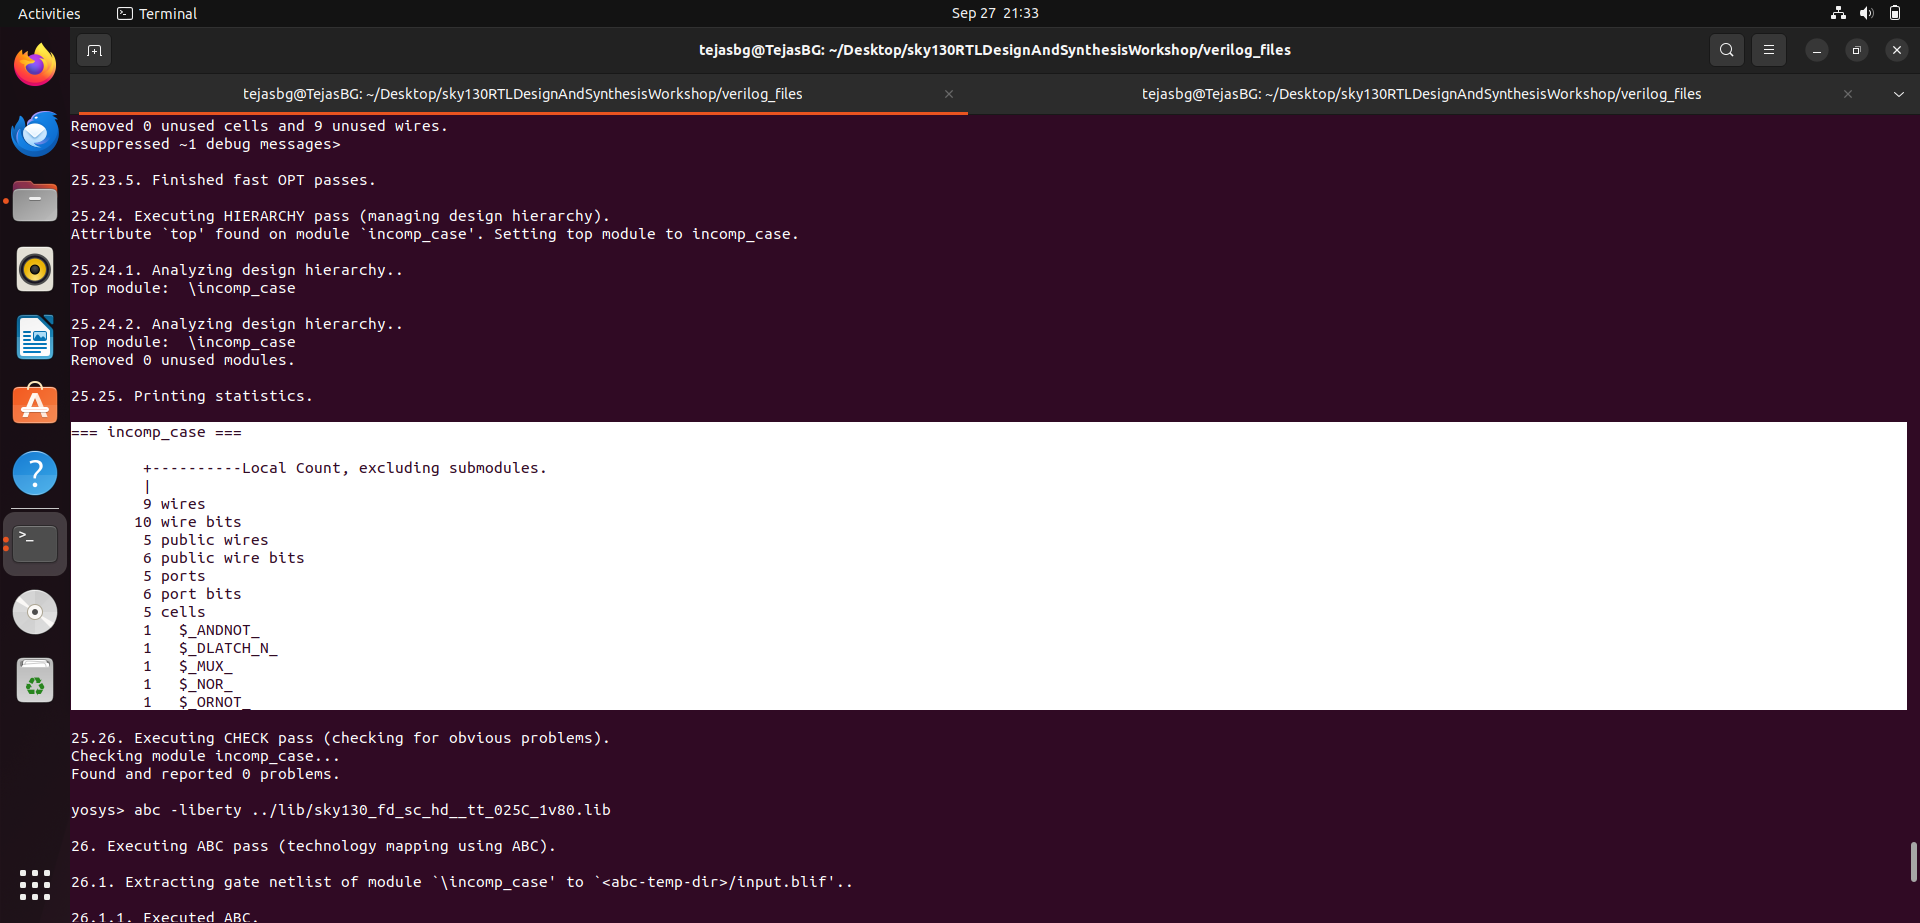 Activities
Terminal
Sep 27 21:33
tejasbg@TejasBG: ~/Desktop/sky130RTLDesignAndSynthesisWorkshop/verilog_files
tejasbg@TejasBG: ~/Desktop/sky130RTLDesignAndSynthesisWorkshop/verilog_files
tejasbg@TejasBG: ~/Desktop/sky130RTLDesignAndSynthesisWorkshop/verilog_files
Removed 0 unused cells and 9 unused wires.
<suppressed ~1 debug messages>
25.23.5. Finished fast OPT passes.
25.24. Executing HIERARCHY pass (managing design hierarchy).
Attribute `top' found on module `incomp_case'. Setting top module to incomp_case.
25.24.1. Analyzing design hierarchy..
Top module:  \incomp_case
25.24.2. Analyzing design hierarchy..
Top module:  \incomp_case
Removed 0 unused modules.
25.25. Printing statistics.
=== incomp_case ===
+----------Local Count, excluding submodules.
|
9 wires
10 wire bits
5 public wires
6 public wire bits
5 ports
6 port bits
5 cells
1   $_ANDNOT_
1   $_DLATCH_N_
1   $_MUX_
1   $_NOR_
1   $_ORNOT_
25.26. Executing CHECK pass (checking for obvious problems).
Checking module incomp_case...
Found and reported 0 problems.
yosys> abc -liberty ../lib/sky130_fd_sc_hd__tt_025C_1v80.lib
26. Executing ABC pass (technology mapping using ABC).
26.1. Extracting gate netlist of module `\incomp_case' to `<abc-temp-dir>/input.blif'..
26.1.1. Executed ABC.